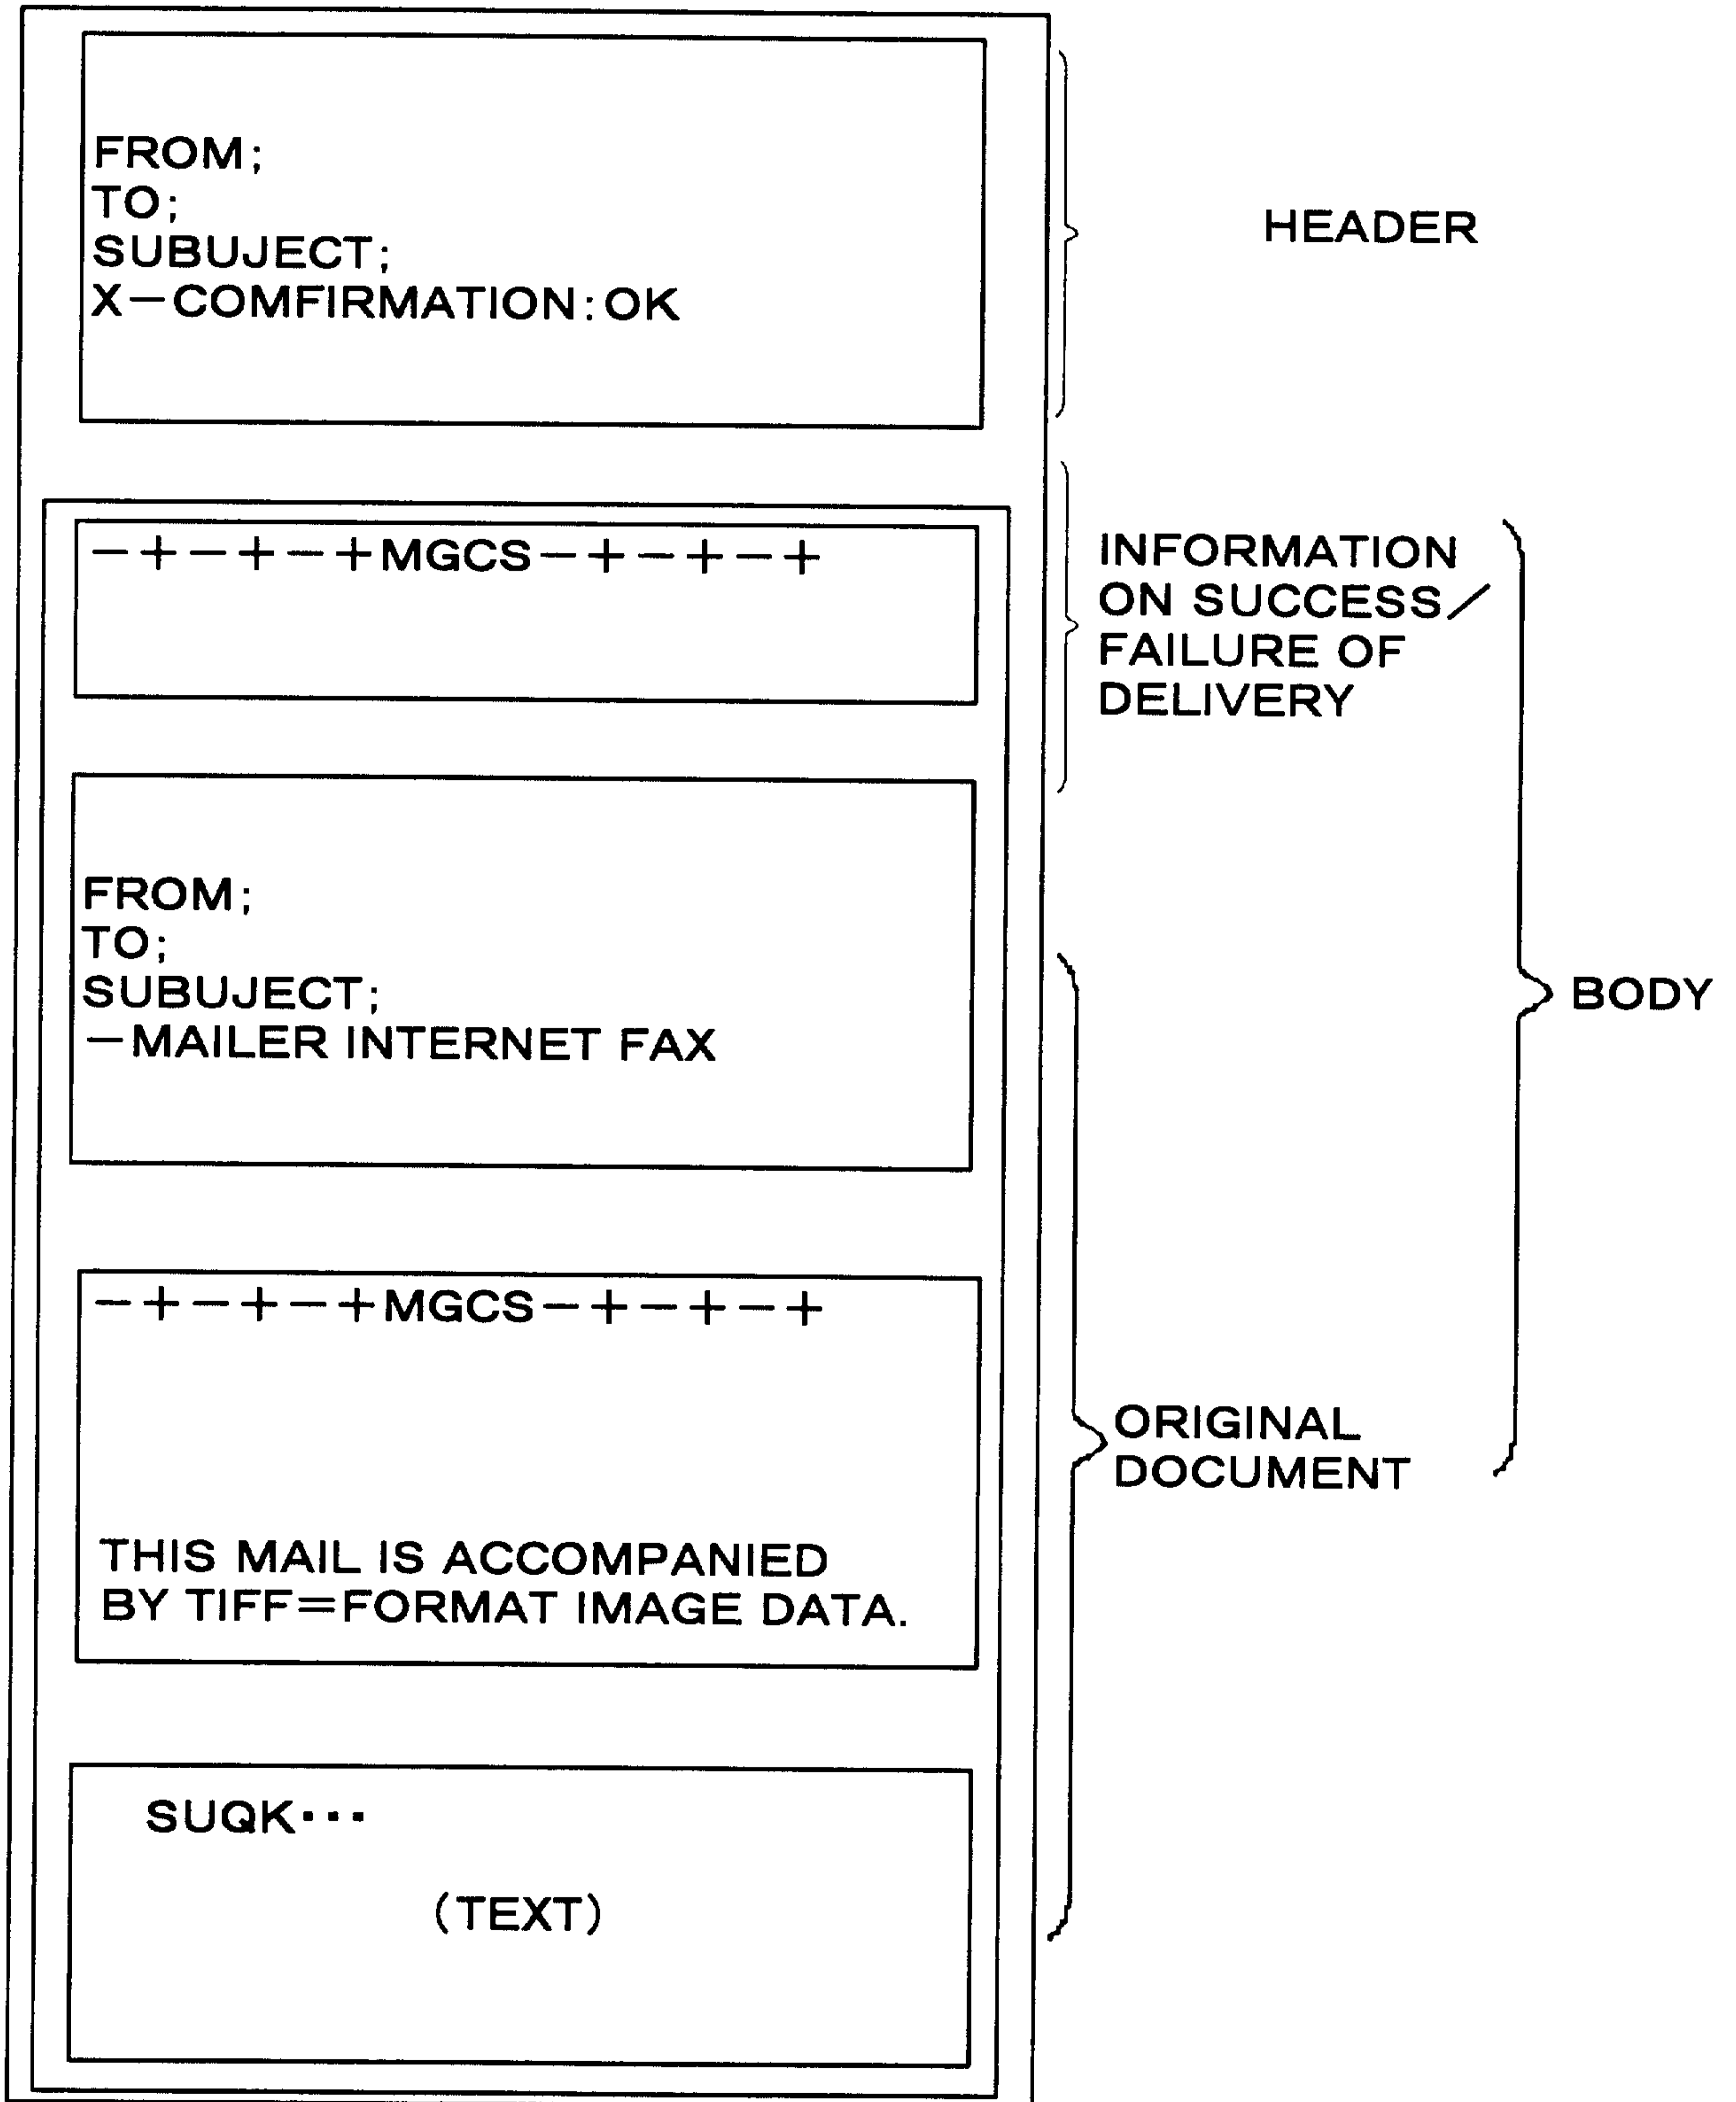 FROM;
TO;
SUBUJECT;
X—COMFIRMATION:OK
HEADER
—+—+—+MGCS—+—+—+
INFORMATION
ON SUCCESS/
FAILURE OF
DELIVERY
FROM;
TO;
SUBUJECT;
—MAILER INTERNET FAX
BODY
—+—+—+MGCS—+—+—+
THIS MAIL IS ACCOMPANIED
BY TIFF=FORMAT IMAGE DATA.
ORIGINAL
DOCUMENT
SUQK···
(TEXT)